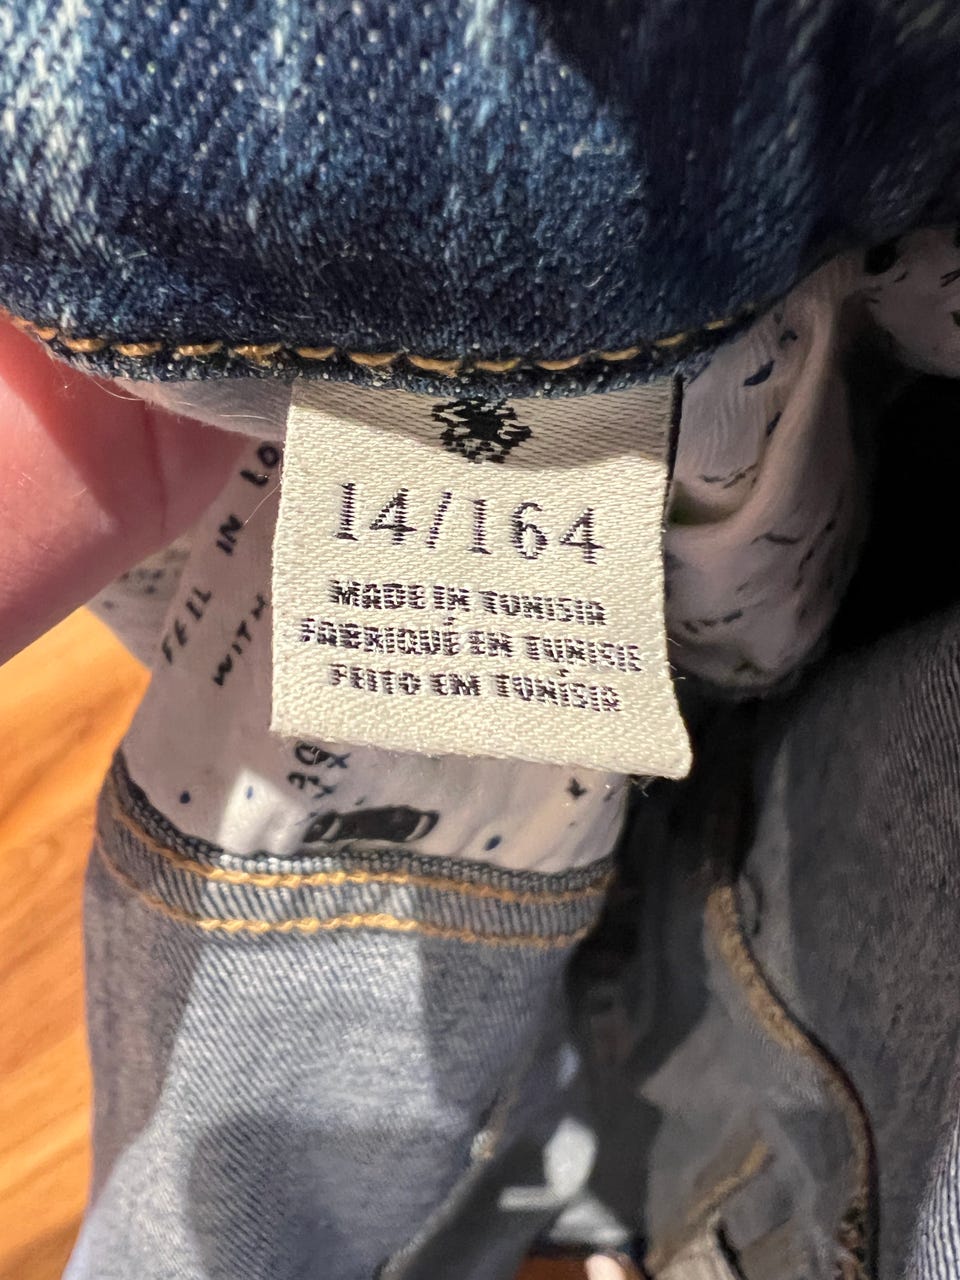 14/164
MADE IN TUNISIA
FABRIQUÉ EN TUNISIE
FEITO EM TUNÍSIA
IN LO
FELL
WITH